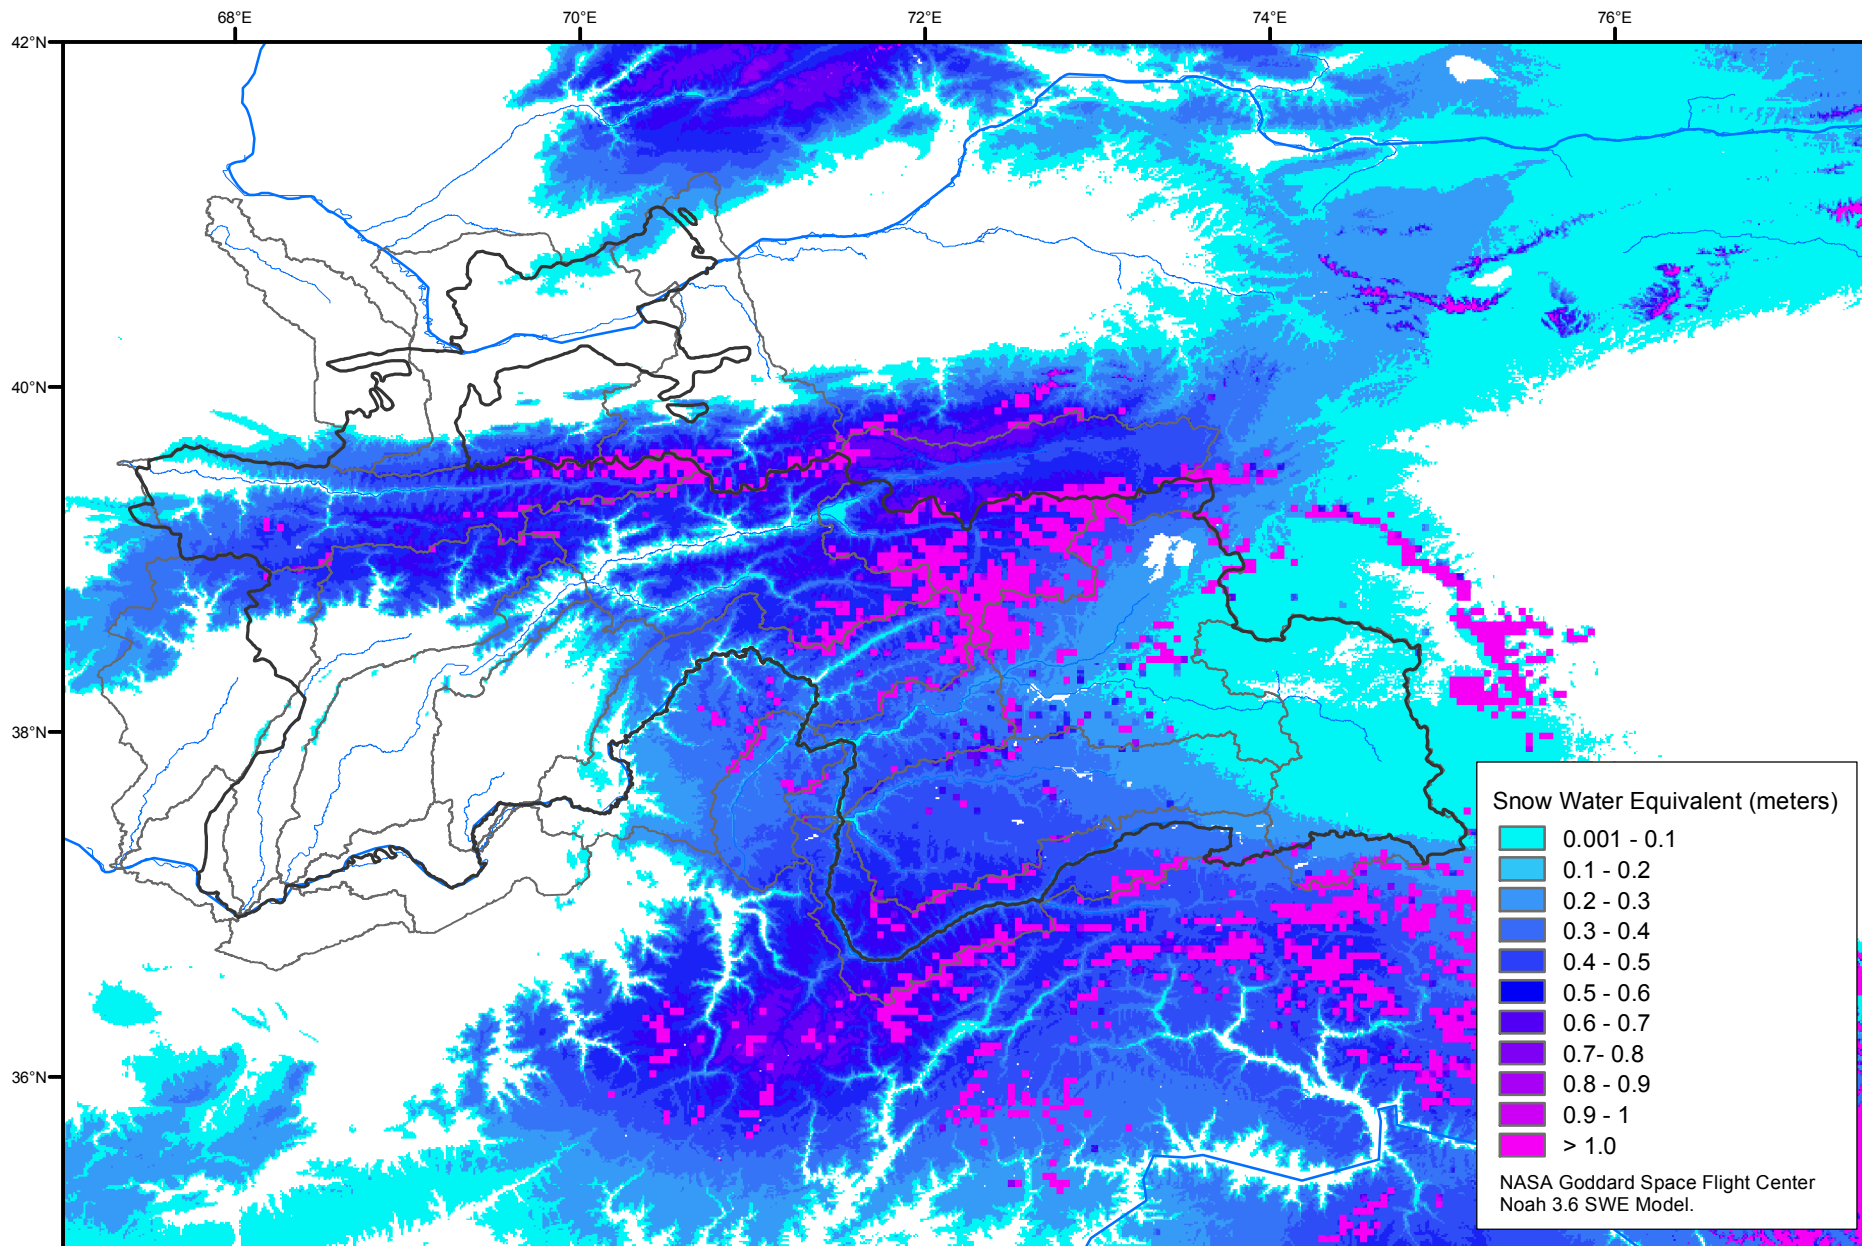 68°E
70°E
72°E
74°E
76°E
42°N
40°N
38°N
36°N
Snow Water Equivalent (meters)
0.001 - 0.1
0.1 - 0.2
0.2 - 0.3
0.3 - 0.4
0.4 - 0.5
0.5 - 0.6
0.6 - 0.7
0.7- 0.8
0.8 - 0.9
0.9 - 1
> 1.0
NASA Goddard Space Flight Center
Noah 3.6 SWE Model.